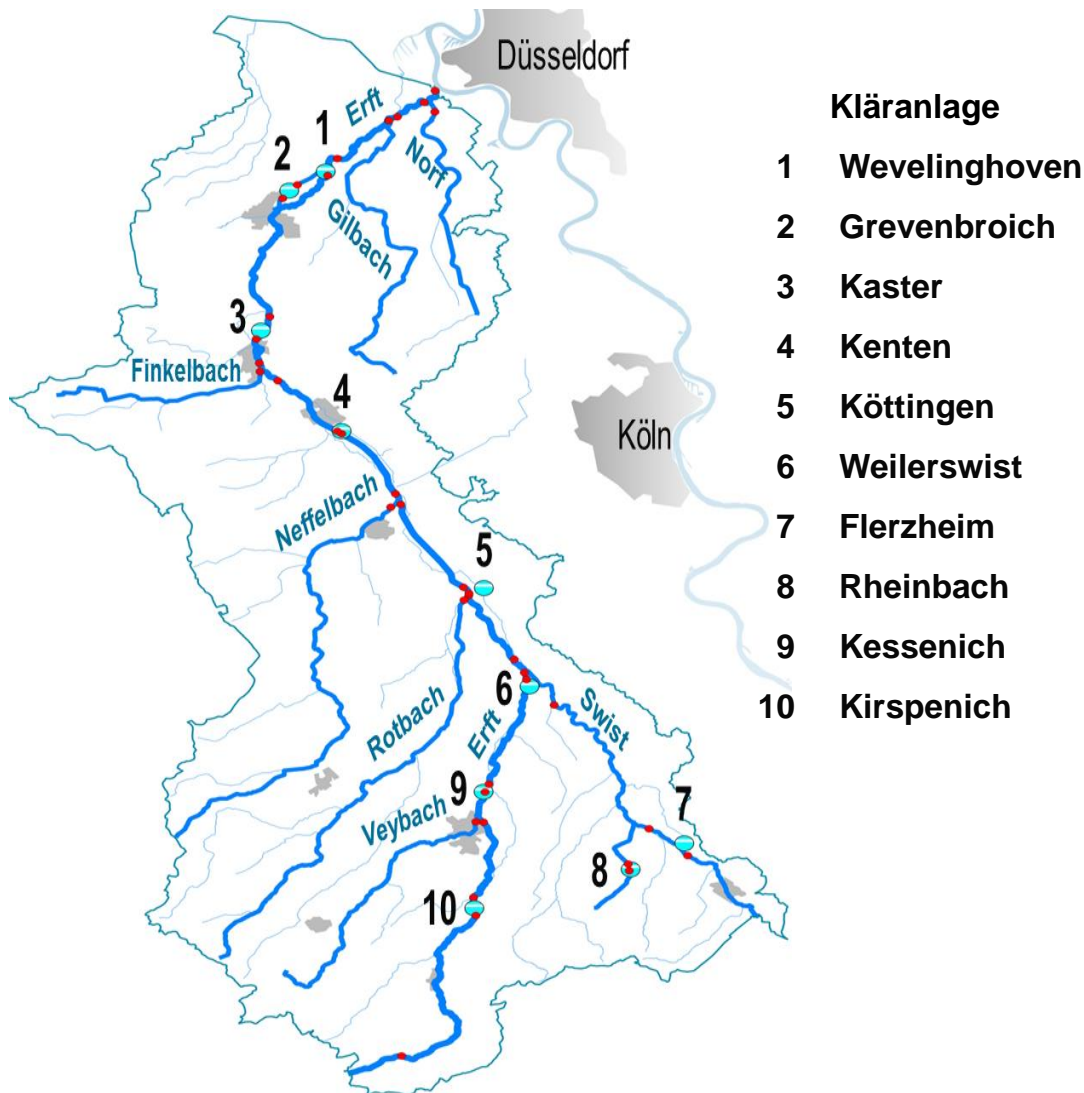 Düsseldorf
Erft
1
2
Norf
Gilbach
3
Finkelbach
4
Köln
Neffelbach
5
6
Swist
Rotbach
Erft
9
Veybach
7
8
10
Kläranlage
1 Wevelinghoven
2 Grevenbroich
3 Kaster
4 Kenten
5 Köttingen
6 Weilerswist
7 Flerzheim
8 Rheinbach
9 Kessenich
10 Kirspenich